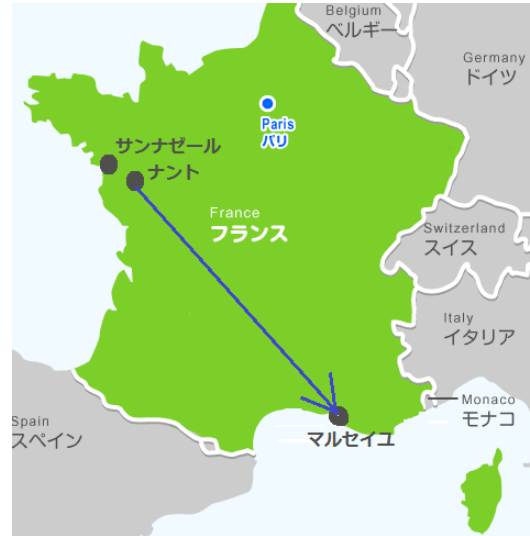 Belgium
ベルギー
Germany
ドイツ
Paris
パリ
サンナゼール
ナント
France
フランス
Switzerland
スイス
Italy
イタリア
Monaco
モナコ
Spain
スペイン
マルセイユ